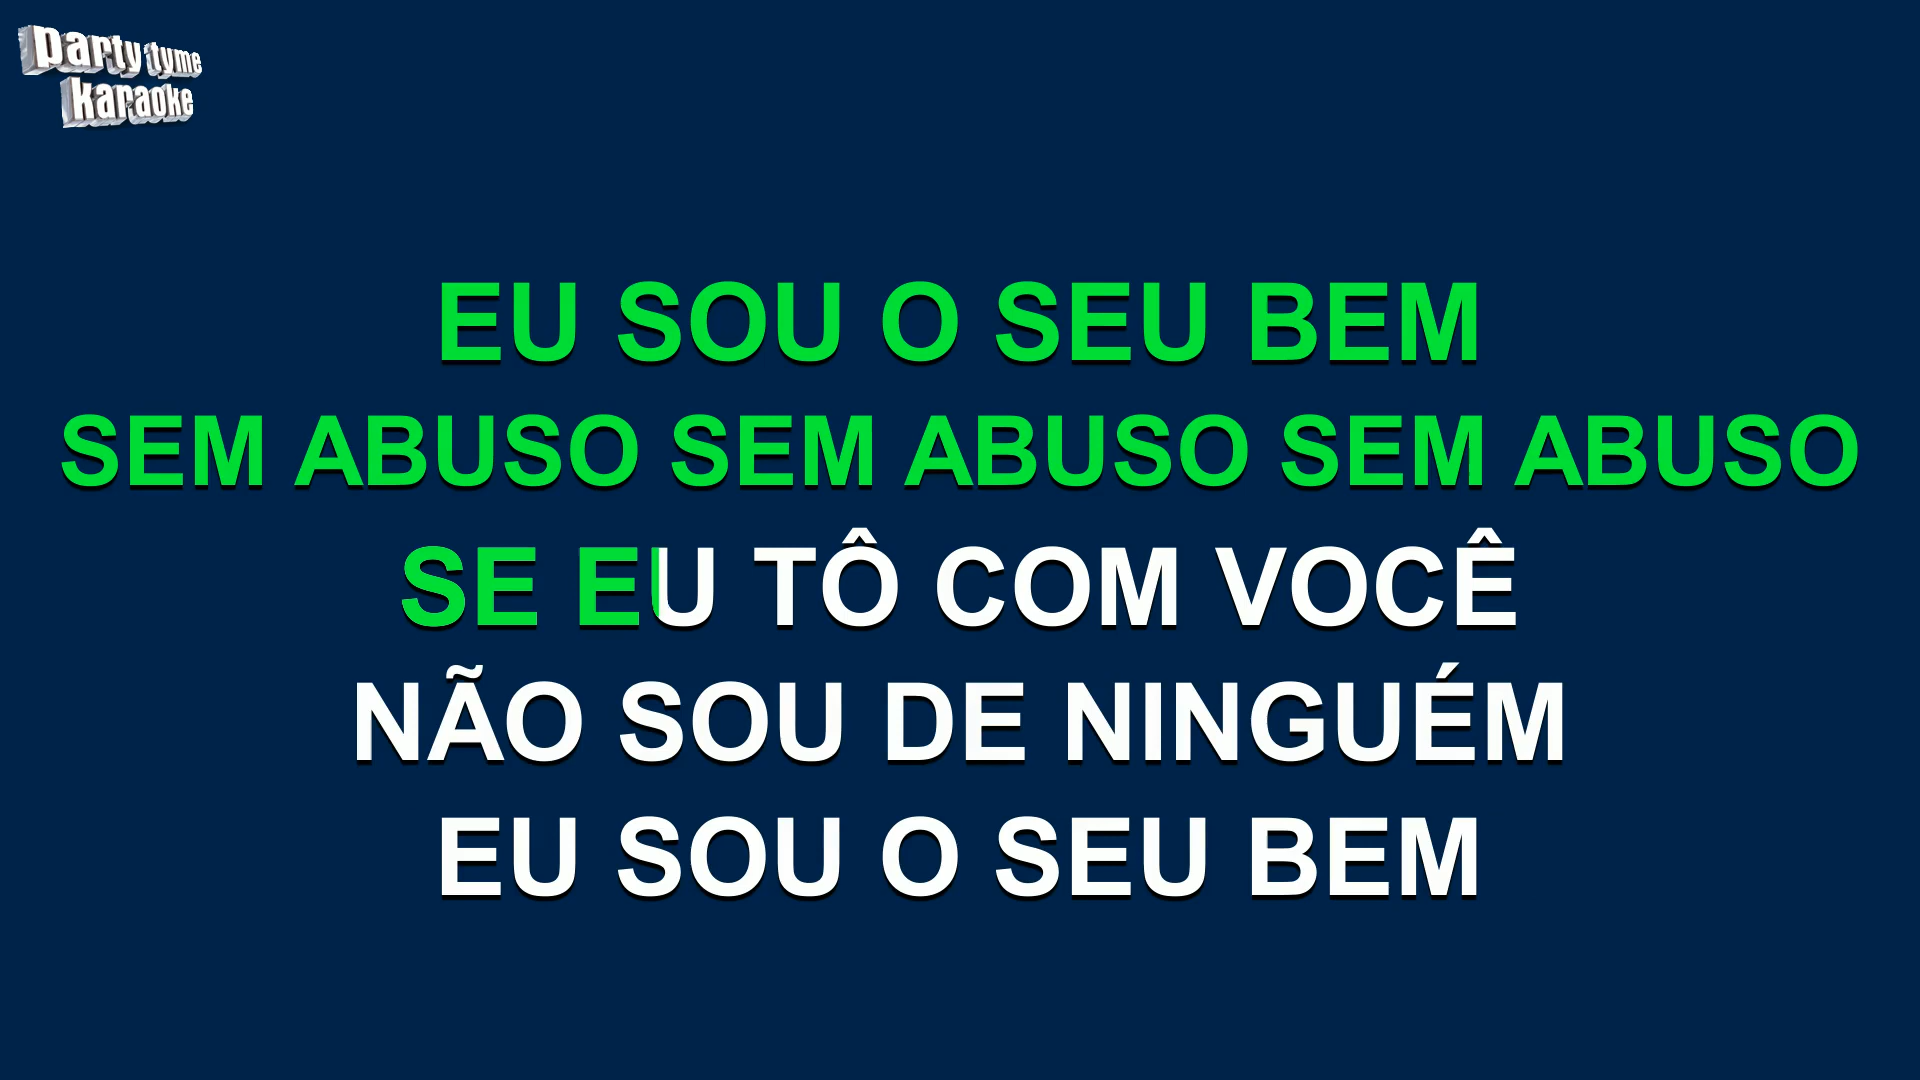 party tyme
karaoke
EU SOU O SEU BEM
SEM ABUSO SEM ABUSO SEM ABUSO
SE EU TÔ COM VOCÊ
NÃO SOU DE NINGUÉM
EU SOU O SEU BEM